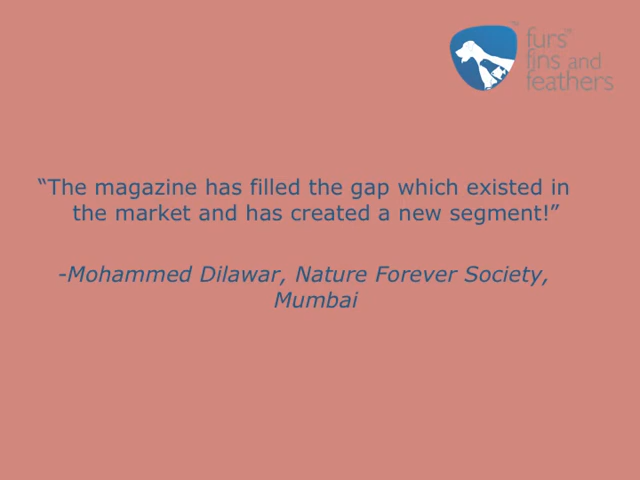 furs™
fins and
feathers
“The magazine has filled the gap which existed in
the market and has created a new segment!”
-Mohammed Dilawar, Nature Forever Society,
Mumbai